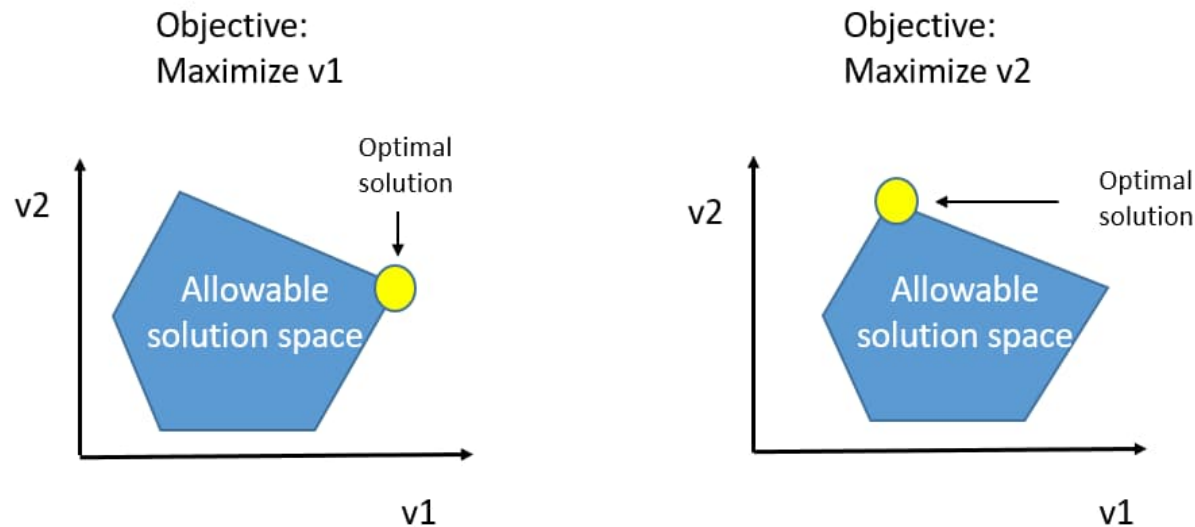 Objective:
Maximize v1
Optimal
solution
v2
Allowable
solution space
v1
Objective:
Maximize v2
Optimal
solution
v2
Allowable
solution space
v1